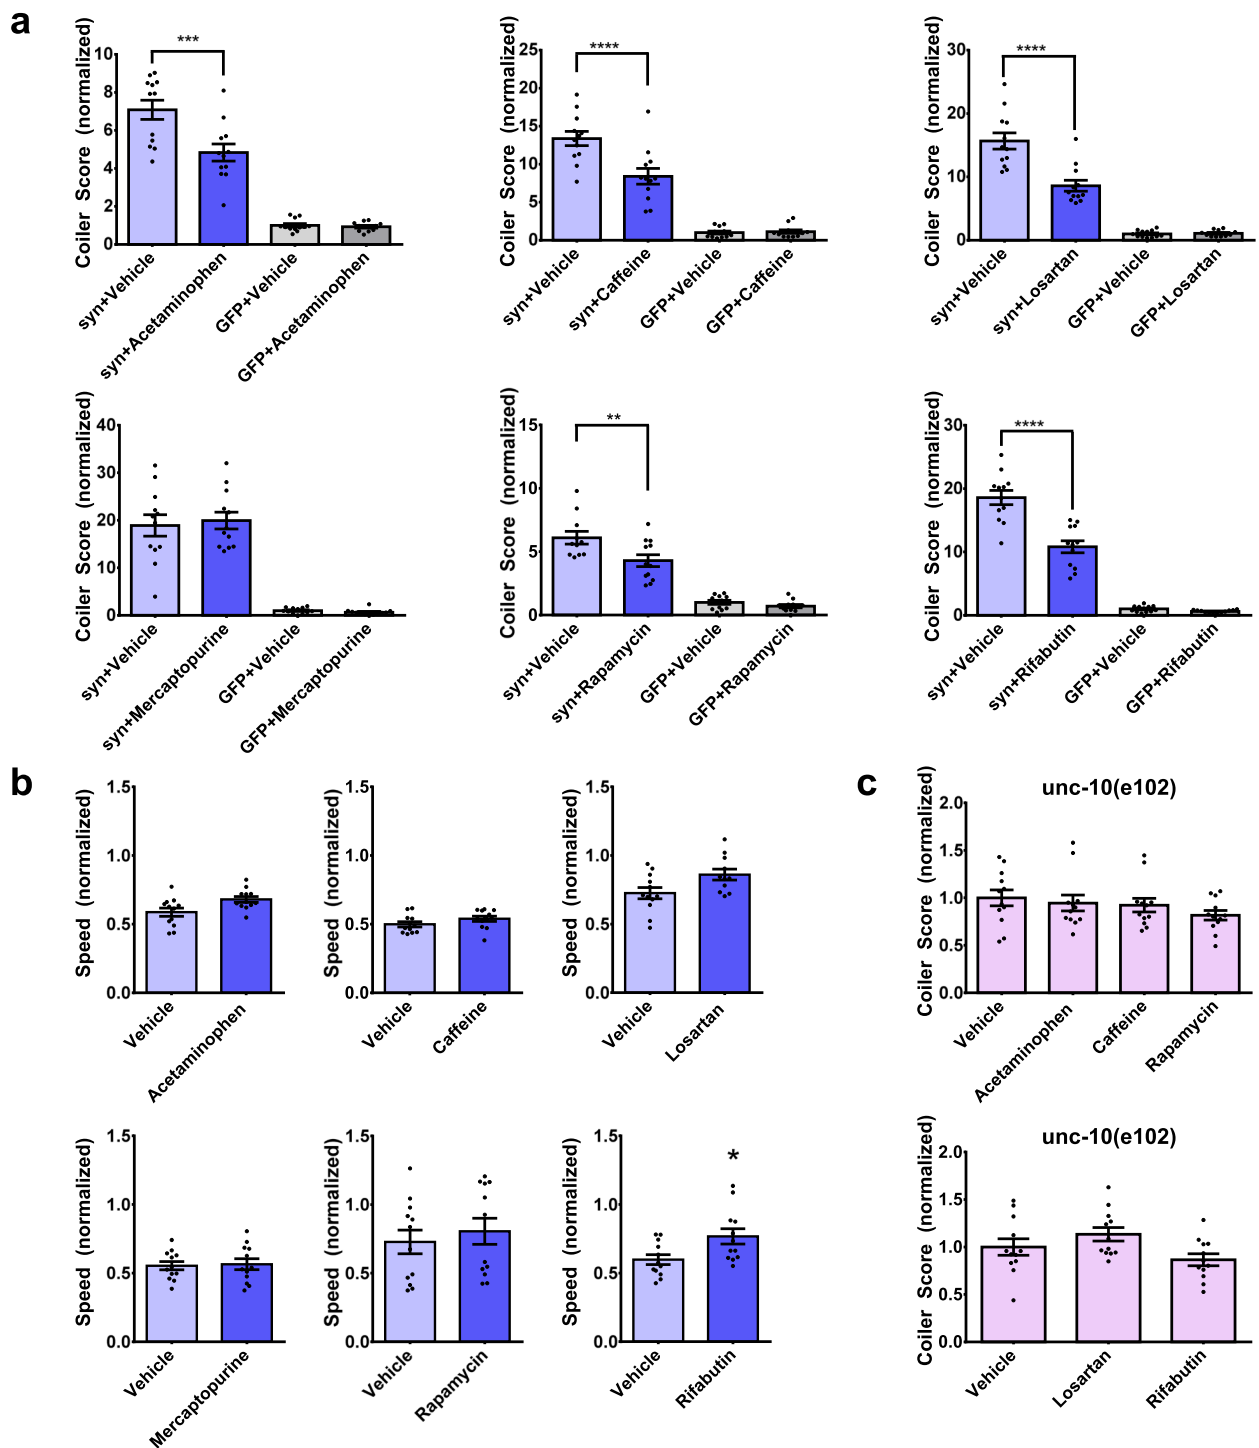 a
Coiler Score (normalized)
10
8
6
4
2
0
***
syn+Vehicle
syn+Acetaminophen
GFP+Vehicle
GFP+Acetaminophen
Coiler Score (normalized)
25
20
15
10
5
0
****
syn+Vehicle
syn+Caffeine
GFP+Vehicle
GFP+Caffeine
Coiler Score (normalized)
30
20
10
0
****
syn+Vehicle
syn+Losartan
GFP+Vehicle
GFP+Losartan
Coiler Score (normalized)
40
30
20
10
0
syn+Vehicle
syn+Mercaptopurine
GFP+Vehicle
GFP+Mercaptopurine
Coiler Score (normalized)
15
10
5
0
**
syn+Vehicle
syn+Rapamycin
GFP+Vehicle
GFP+Rapamycin
Coiler Score (normalized)
30
20
10
0
****
syn+Vehicle
syn+Rifabutin
GFP+Vehicle
GFP+Rifabutin
b
Speed (normalized)
1.5
1.0
0.5
0.0
Vehicle
Acetaminophen
Speed (normalized)
1.5
1.0
0.5
0.0
Vehicle
Caffeine
Speed (normalized)
1.5
1.0
0.5
0.0
Vehicle
Losartan
Speed (normalized)
1.5
1.0
0.5
0.0
Vehicle
Mercaptopurine
Speed (normalized)
1.5
1.0
0.5
0.0
Vehicle
Rapamycin
Speed (normalized)
1.5
1.0
0.5
0.0
*
Vehicle
Rifabutin
c
unc-10(e102)
Coiler Score (normalized)
2.0
1.5
1.0
0.5
0.0
Vehicle
Acetaminophen
Caffeine
Rapamycin
unc-10(e102)
Coiler Score (normalized)
2.0
1.5
1.0
0.5
0.0
Vehicle
Losartan
Rifabutin